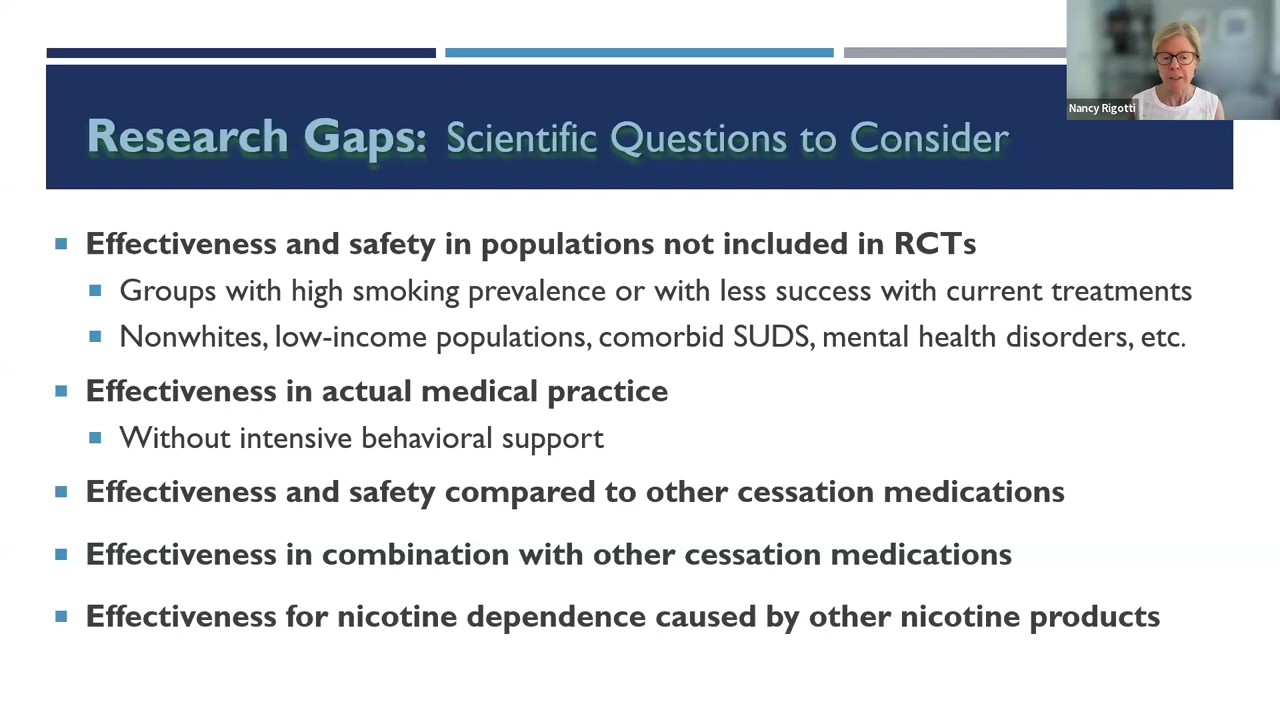 Nancy Rigotti
Research Gaps: Scientific Questions to Consider
Effectiveness and safety in populations not included in RCTs
Groups with high smoking prevalence or with less success with current treatments
Nonwhites, low-income populations, comorbid SUDS, mental health disorders, etc.
Effectiveness in actual medical practice
Without intensive behavioral support
Effectiveness and safety compared to other cessation medications
Effectiveness in combination with other cessation medications
Effectiveness for nicotine dependence caused by other nicotine products